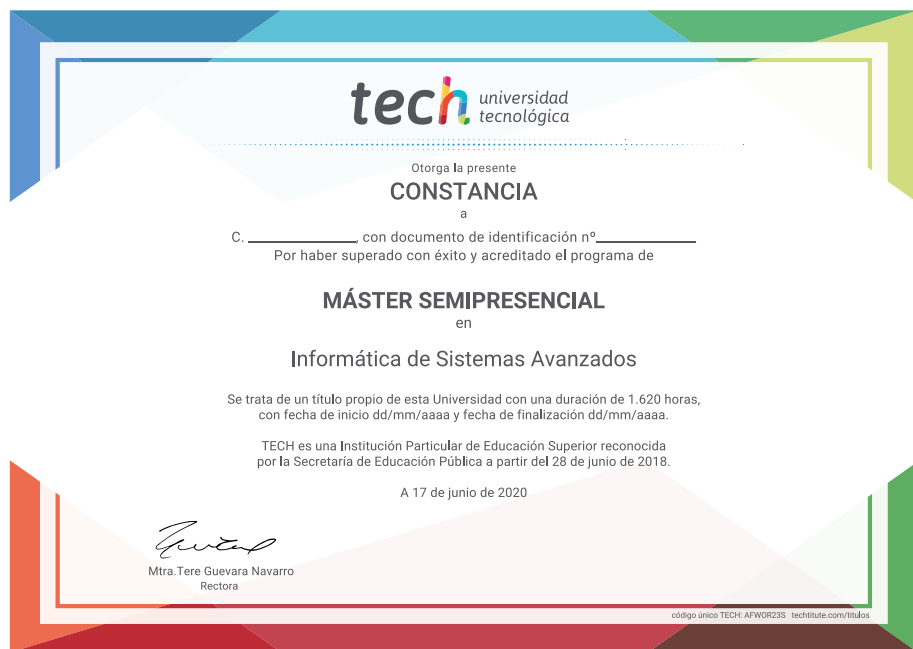 tech universidad
tecnológica
Otorga la presente
CONSTANCIA
a
C. ____________, con documento de identificación nº____________
Por haber superado con éxito y acreditado el programa de
MÁSTER SEMIPRESENCIAL
en
Informática de Sistemas Avanzados
Se trata de un título propio de esta Universidad con una duración de 1.620 horas,
con fecha de inicio dd/mm/aaaa y fecha de finalización dd/mm/aaaa.
TECH es una Institución Particular de Educación Superior reconocida
por la Secretaría de Educación Pública a partir del 28 de junio de 2018.
A 17 de junio de 2020
Mtra.Tere Guevara Navarro
Rectora
código único TECH: AFWOR23S techtitute.com/titulos